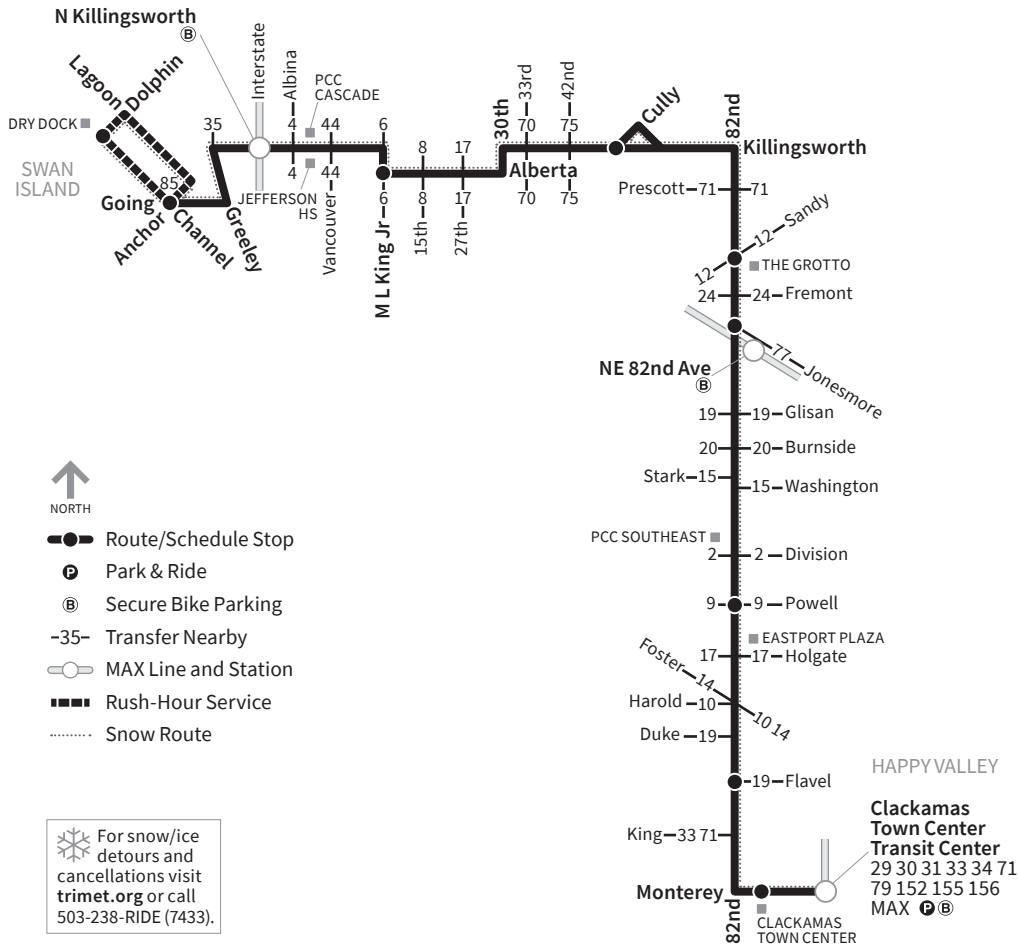 N Killingsworth
B
Interstate
Albina
PCC
CASCADE
Lagoon
Dolphin
DRY DOCK
SWAN
ISLAND
85
Going
Anchor
Channel
Greeley
35
4
44
4
44
JEFFERSON
HS
Vancouver
6
6
M L King Jr
8
8
15th
17
17
27th
30th
33rd
70
42nd
75
Alberta
70
75
Cully
82nd
Killingsworth
Prescott 71 71
12 Sandy
12
THE GROTTO
24 24 Fremont
77 Jonesmore
NE 82nd Ave
B
19 19 Glisan
20 20 Burnside
Stark 15
15 Washington
PCC SOUTHEAST
2 2 Division
9 9 Powell
EASTPORT PLAZA
17 17 Holgate
Foster 14
Harold 10
10 14
Duke 19
19 Flavel
King 33 71
Monterey
82nd
CLACKAMAS
TOWN CENTER
HAPPY VALLEY
Clackamas
Town Center
Transit Center
29 30 31 33 34 71
79 152 155 156
MAX P B
NORTH
Route/Schedule Stop
P Park & Ride
B Secure Bike Parking
-35- Transfer Nearby
MAX Line and Station
Rush-Hour Service
Snow Route
For snow/ice
detours and
cancellations visit
trimet.org or call
503-238-RIDE (7433).